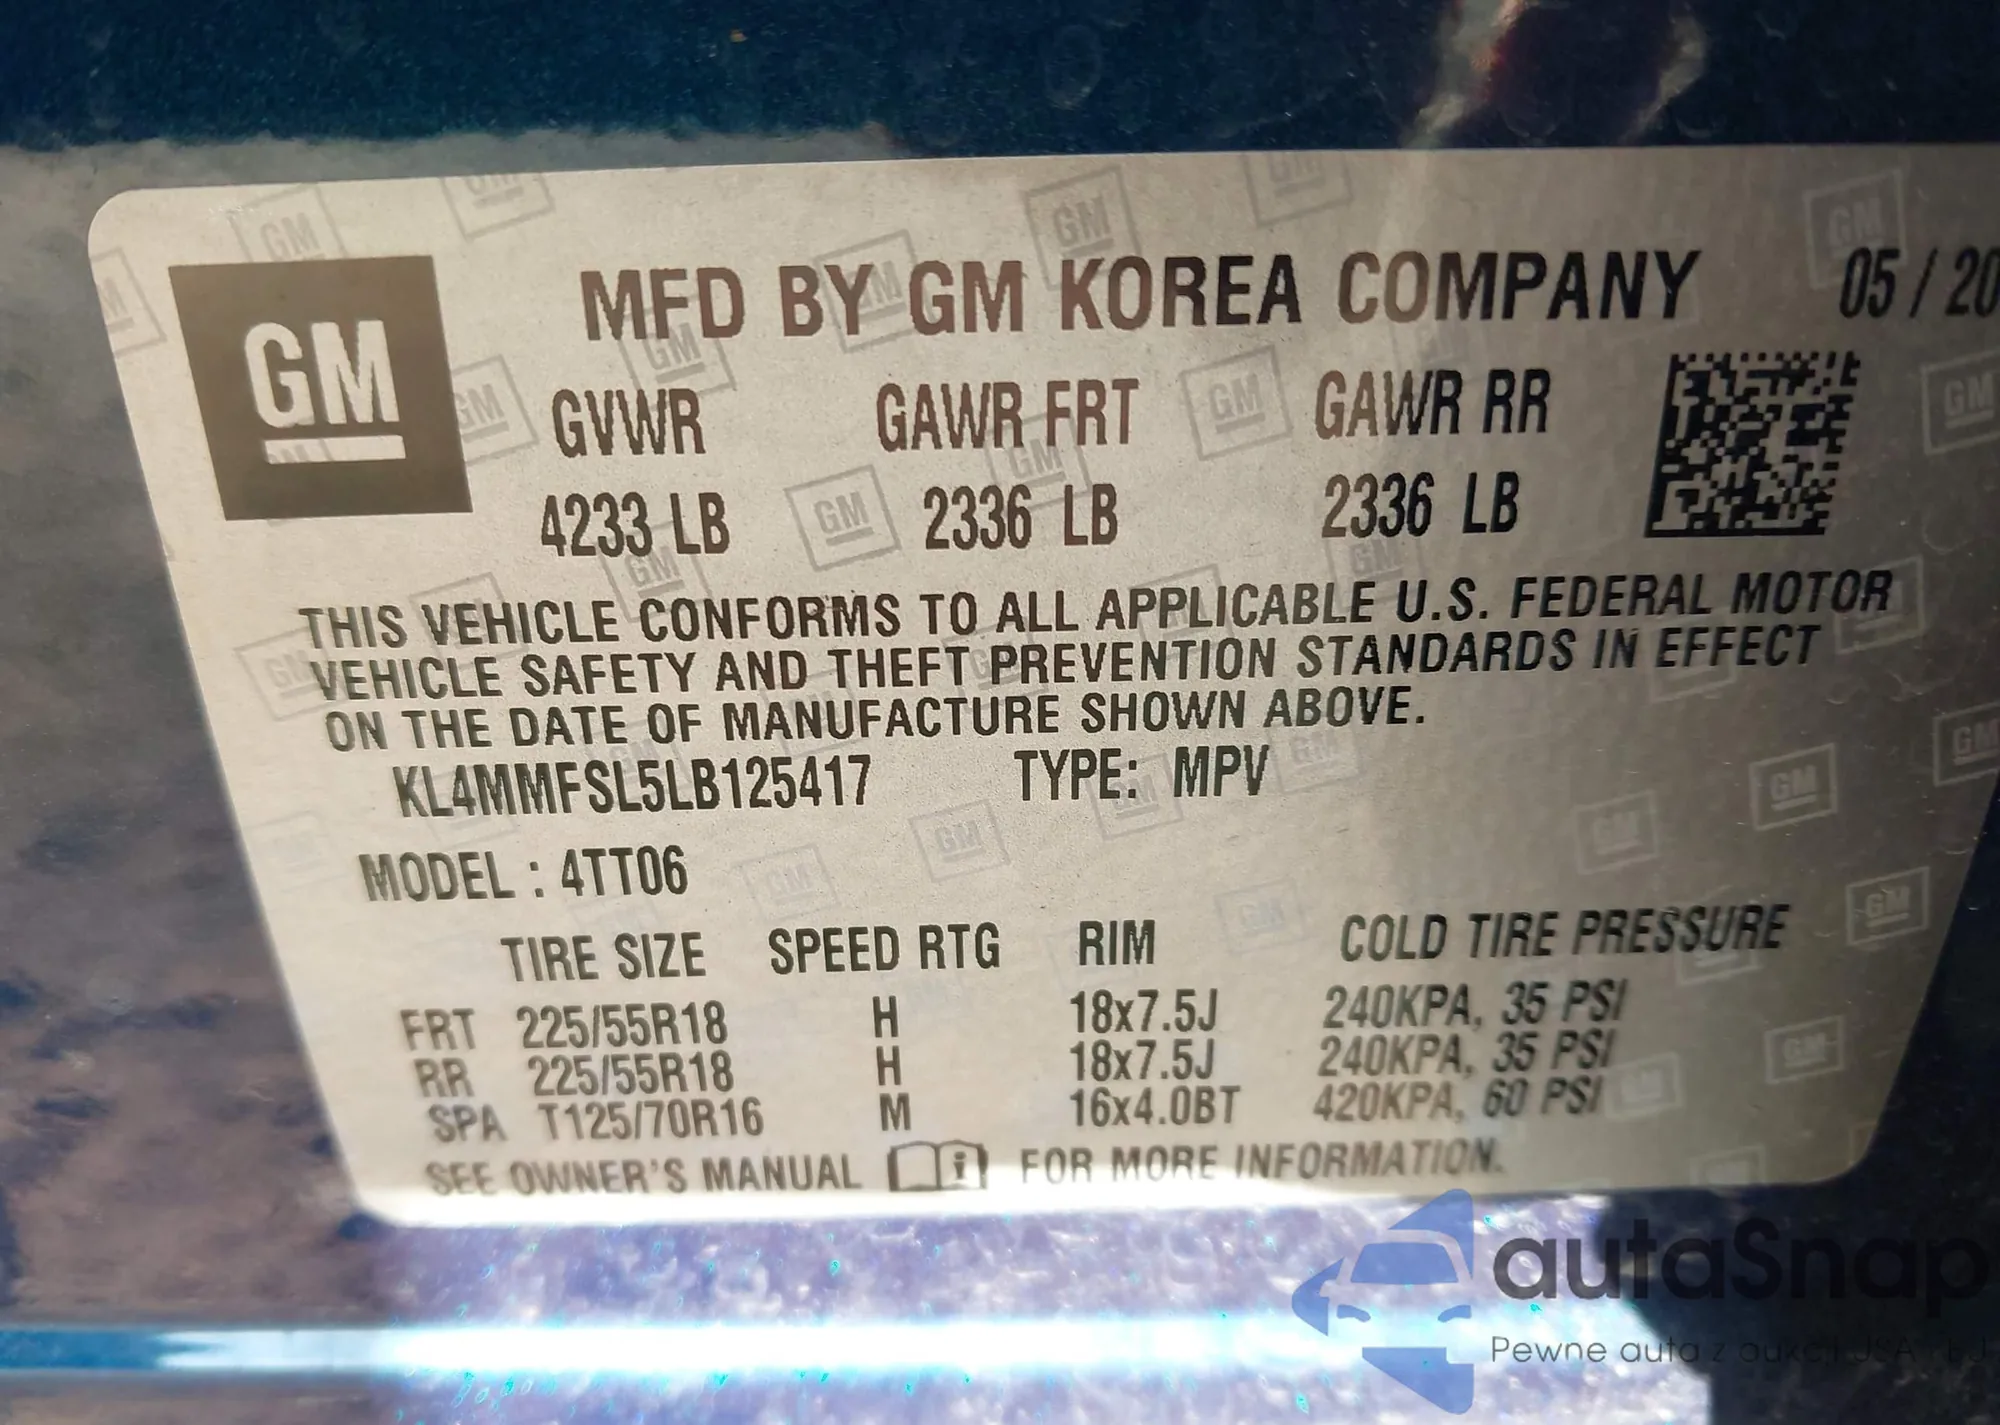 GM
MFD BY GM KOREA COMPANY 05 / 20
GVWR GAWR FRT GAWR RR
4233 LB 2336 LB 2336 LB
THIS VEHICLE CONFORMS TO ALL APPLICABLE U.S. FEDERAL MOTOR
VEHICLE SAFETY AND THEFT PREVENTION STANDARDS IN EFFECT
ON THE DATE OF MANUFACTURE SHOWN ABOVE.
KL4MMFSL5LB125417 TYPE: MPV
MODEL : 4TT06
TIRE SIZE SPEED RTG RIM COLD TIRE PRESSURE
FRT 225/55R18 H 18x7.5J 240KPA, 35 PSI
RR 225/55R18 H 18x7.5J 240KPA, 35 PSI
SPA T125/70R16 M 16x4.0BT 420KPA, 60 PSI
SEE OWNER'S MANUAL i FOR MORE INFORMATION.
autaSnap
Pewne auta z aukcji USA